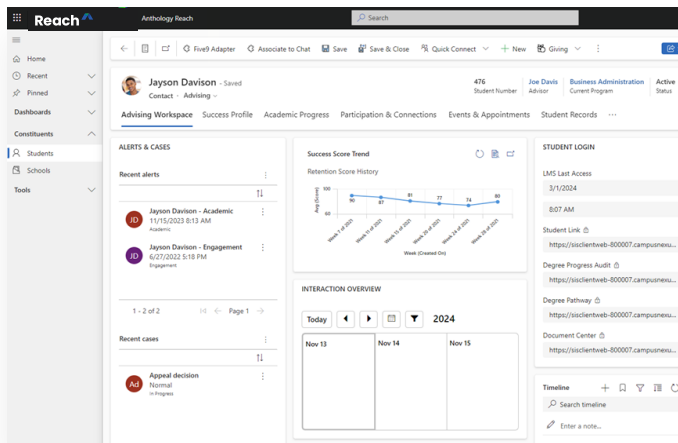 Reach
Anthology Reach
Search
Home
Recent
Pinned
Dashboards
Constituents
Students
Schools
Tools
Five9 Adapter
Associate to Chat
Save
Save & Close
Quick Connect
New
Giving
Jayson Davison - Saved
Contact · Advising
476
Student Number
Joe Davis
Advisor
Business Administration
Current Program
Active
Status
Advising Workspace
Success Profile
Academic Progress
Participation & Connections
Events & Appointments
Student Records
ALERTS & CASES
Recent alerts
JD
Jayson Davison - Academic
11/15/2023 8:13 AM
Academic
JD
Jayson Davison - Engagement
6/27/2022 5:18 PM
Engagement
1 - 2 of 2
Page 1
Recent cases
Ad
Appeal decision
Normal
In Progress
Success Score Trend
Retention Score History
Avg (Score)
100
60
90
87
81
77
74
80
Week 7 of 2021
Week 11 of 2021
Week 15 of 2021
Week 20 of 2021
Week 24 of 2021
Week 28 of 2021
Week (Created On)
INTERACTION OVERVIEW
Today
2024
Nov 13
Nov 14
Nov 15
STUDENT LOGIN
LMS Last Access
3/1/2024
8:07 AM
Student Link
https://sisclientweb-800007.campusnexu...
Degree Progress Audit
https://sisclientweb-800007.campusnexu...
Degree Pathway
https://sisclientweb-800007.campusnexu...
Document Center
https://sisclientweb-800007.campusnexu...
Timeline
Search timeline
Enter a note...